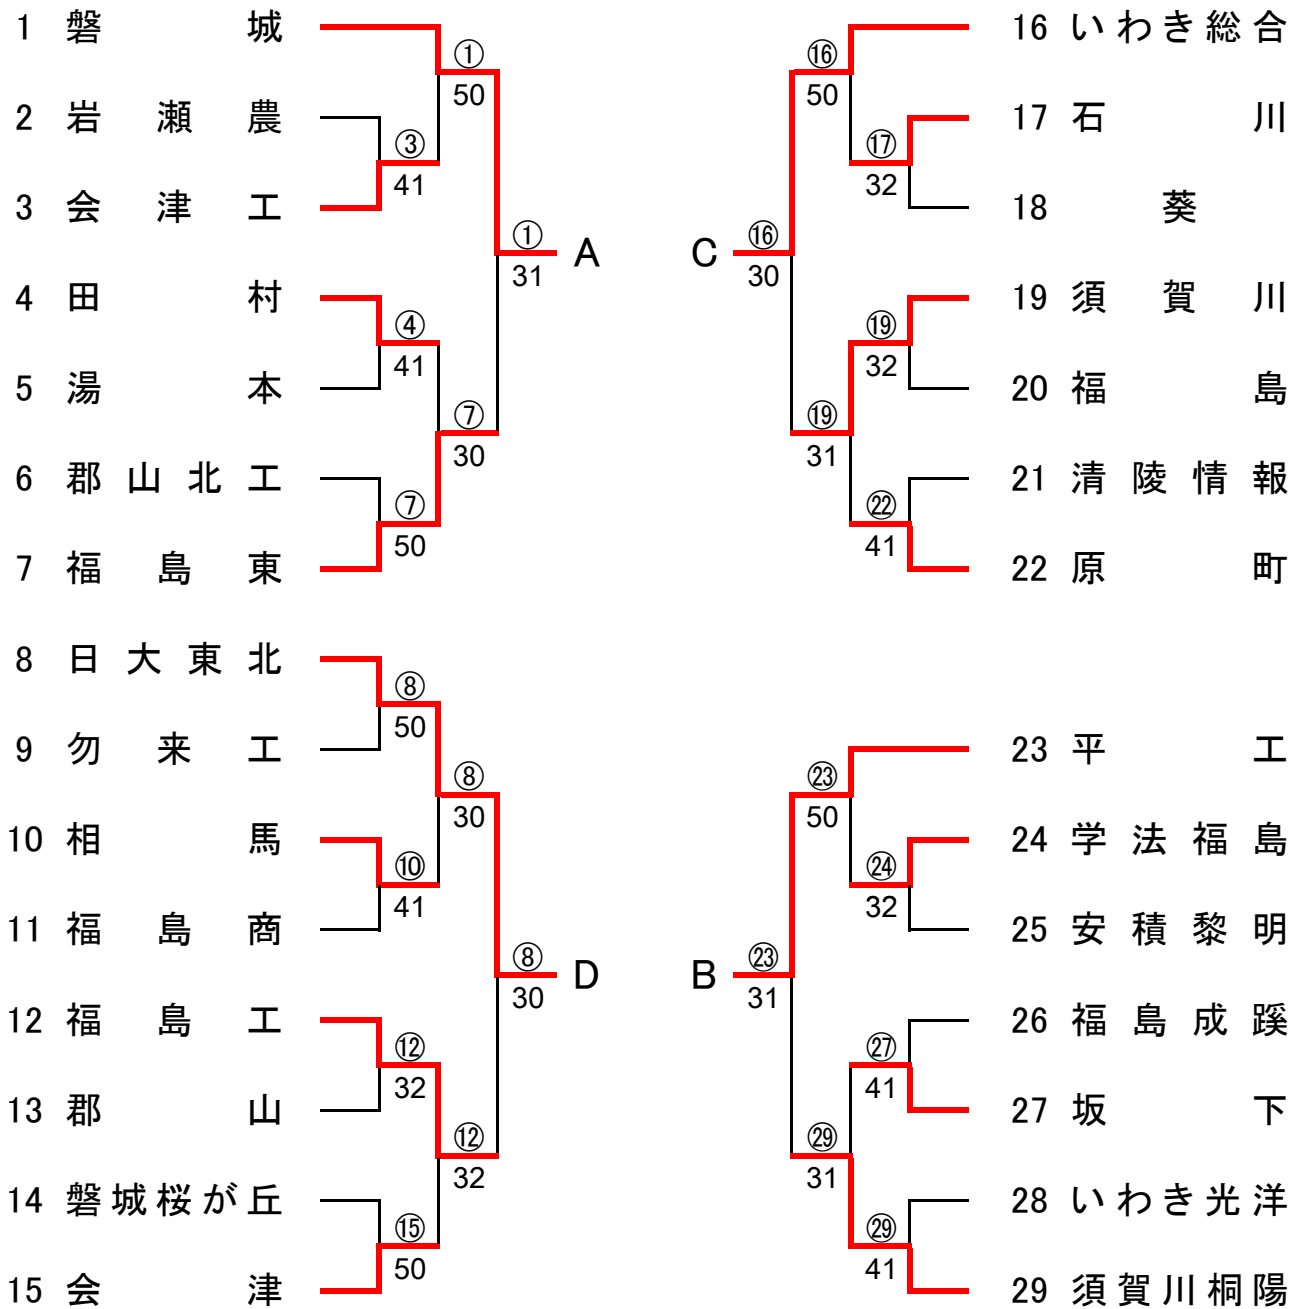 1 磐城
2 岩瀬農
3 会津工
4 田村
5 湯本
6 郡山北工
7 福島東
8 日大東北
9 勿来工
10 相馬
11 福島商
12 福島工
13 郡山
14 磐城桜が丘
15 会津
① 50
③ 41
④ 41
⑦ 30
⑦ 50
① 31 A
⑧ 50
⑧ 30
⑩ 41
⑫ 32
⑫ 32
⑮ 50
⑧ 30 D
16 いわき総合
17 石川
18 葵
19 須賀川
20 福島
21 清陵情報
22 原町
23 平工
24 学法福島
25 安積黎明
26 福島成蹊
27 坂下
28 いわき光洋
29 須賀川桐陽
⑯ 50
⑰ 32
C ⑯ 30
⑲ 32
⑲ 31
㉒ 41
㉓ 50
㉔ 32
B ㉓ 31
㉗ 41
㉙ 31
㉙ 41